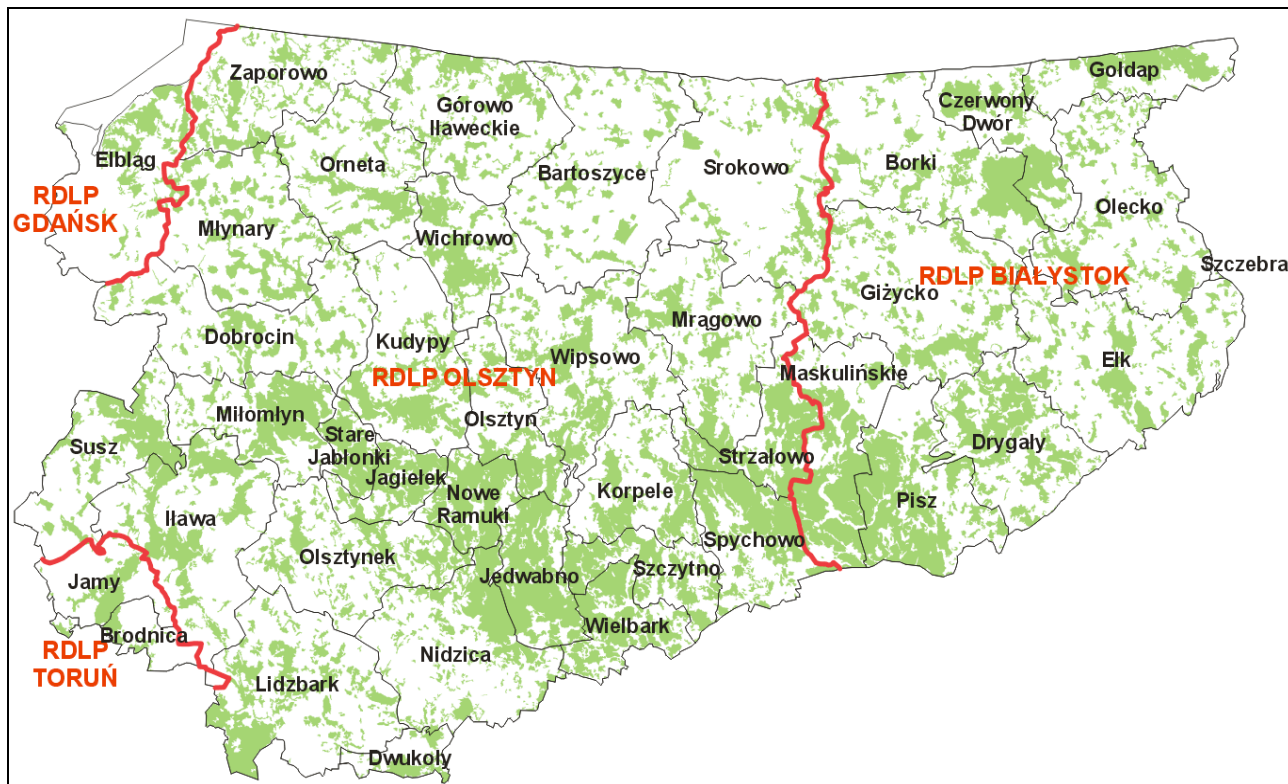 Zaporowo
Górowo
Iławeckie
Gołdap
Czerwony
Dwór
Elbląg
Orneta
Bartoszyce
Srokowo
Borki
RDLP
GDAŃSK
Młynary
Wichrowo
Olecko
Szczebra
RDLP BIAŁYSTOK
Giżycko
Dobrocin
Kudypy
Wipsowo
Mrągowo
Maskulińskie
Ełk
RDLP OLSZTYN
Miłomłyn
Olsztyn
Susz
Stare
Jabłonki
Jagiełek
Strzałowo
Drygały
Iława
Nowe
Ramuki
Korpele
Pisz
Olsztynek
Spychowo
Jamy
Jedwabno
Szczytno
Brodnica
Wielbark
RDLP
TORUŃ
Nidzica
Lidzbark
Dwukoły